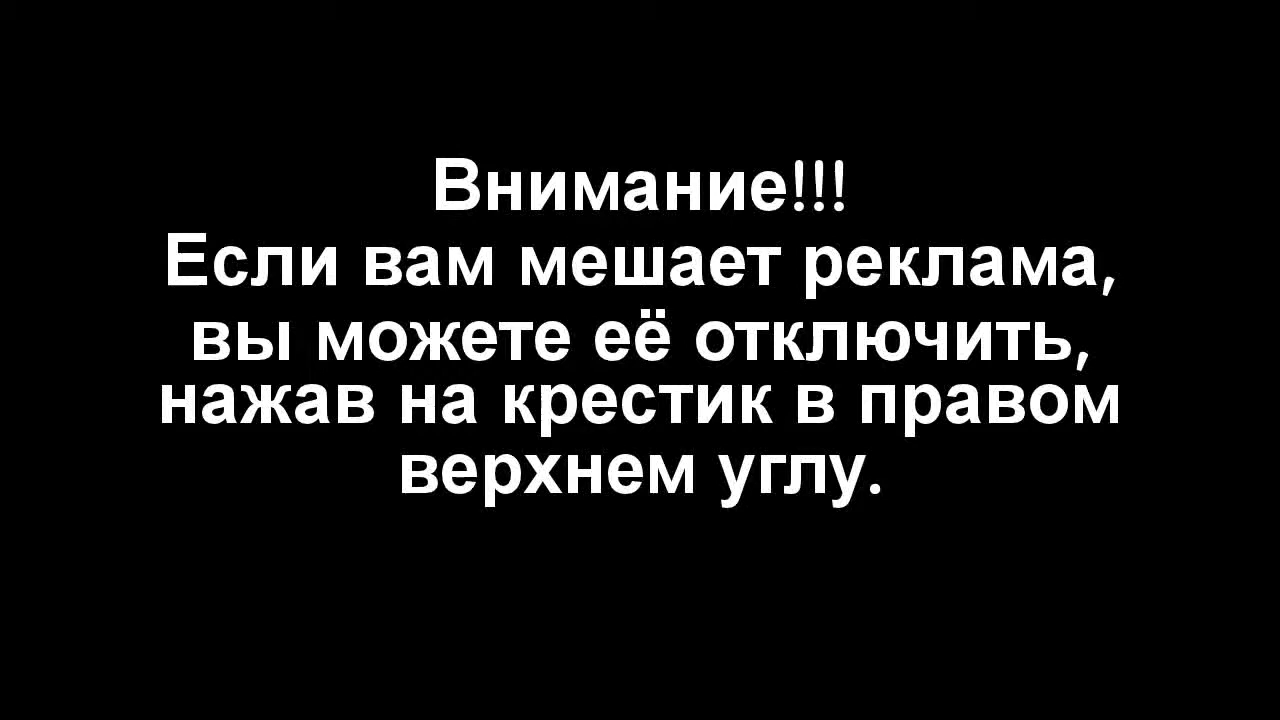 Внимание!!!
Если вам мешает реклама,
вы можете её отключить,
нажав на крестик в правом
верхнем углу.